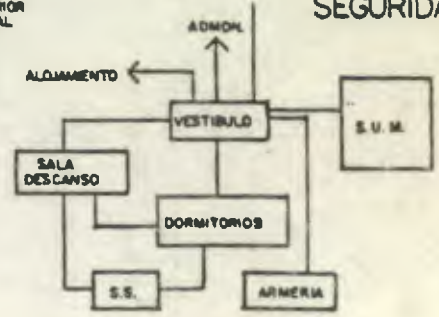 SEGURIDA
ADMON.
ALOJAMIENTO
VESTIBULO
S.U.M.
SALA
DESCANSO
DORMITORIOS
S.S.
ARMERIA